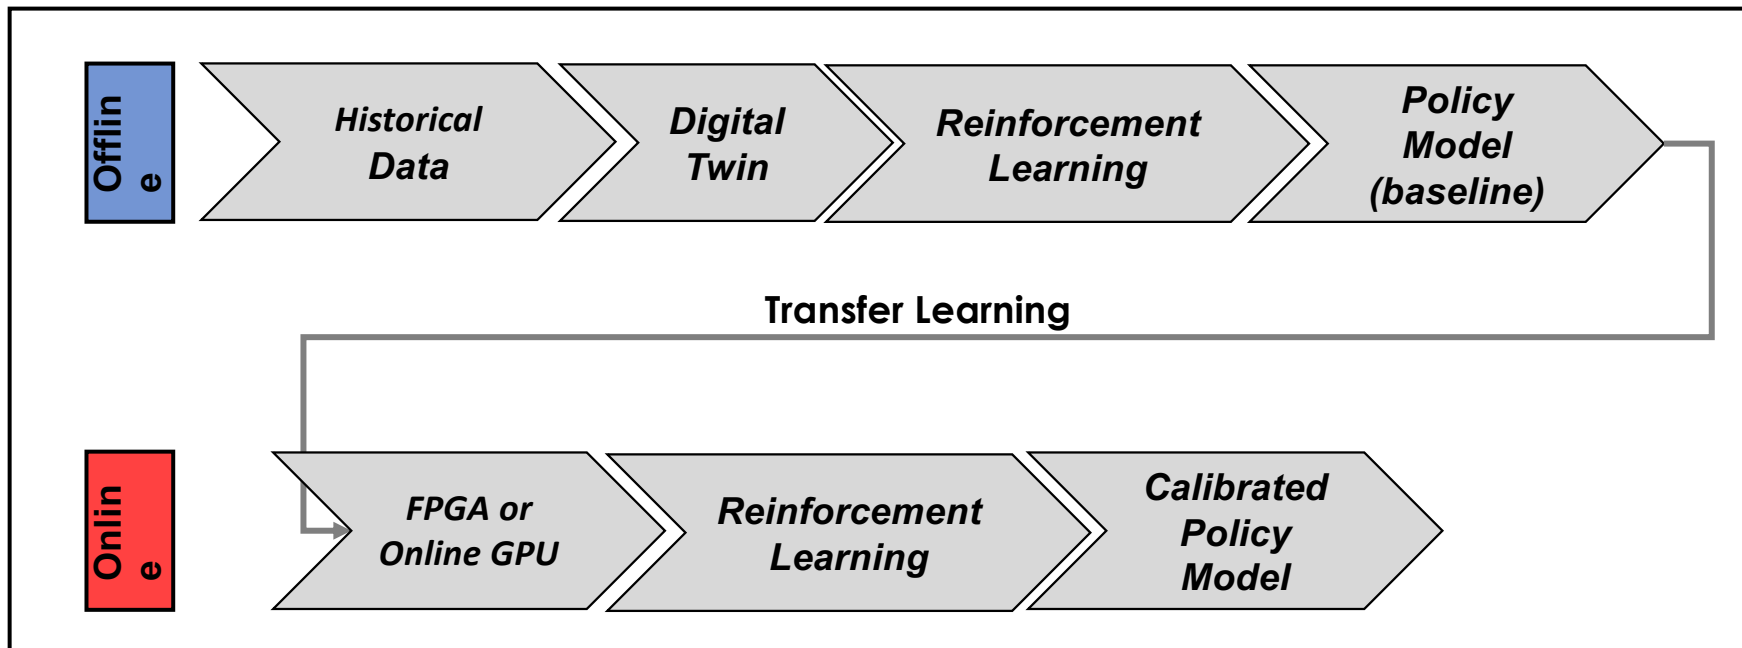 Offlin
e
Historical
Data
Digital
Twin
Reinforcement
Learning
Policy
Model
(baseline)
Transfer Learning
Onlin
e
FPGA or
Online GPU
Reinforcement
Learning
Calibrated
Policy
Model